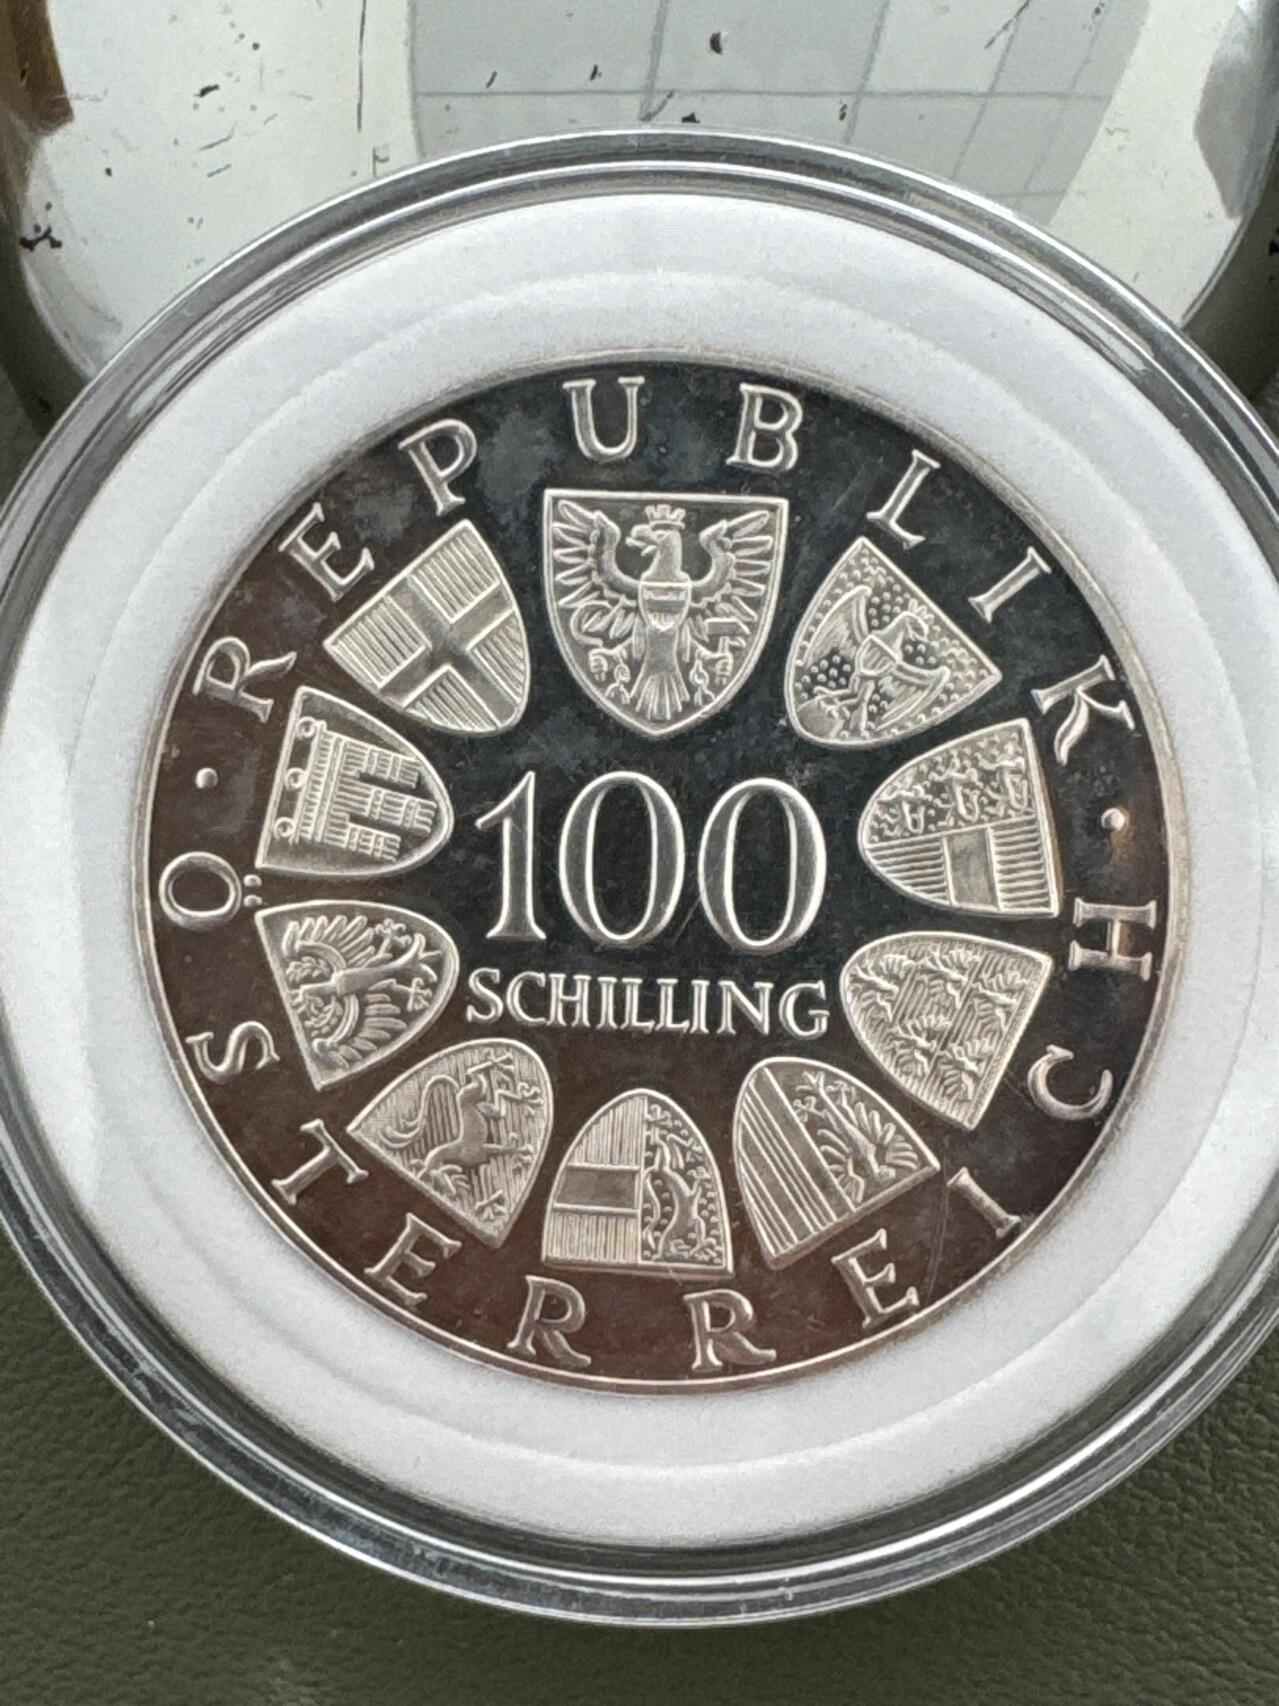 REPUBLIK · ÖSTERREICH ·
100
SCHILLING